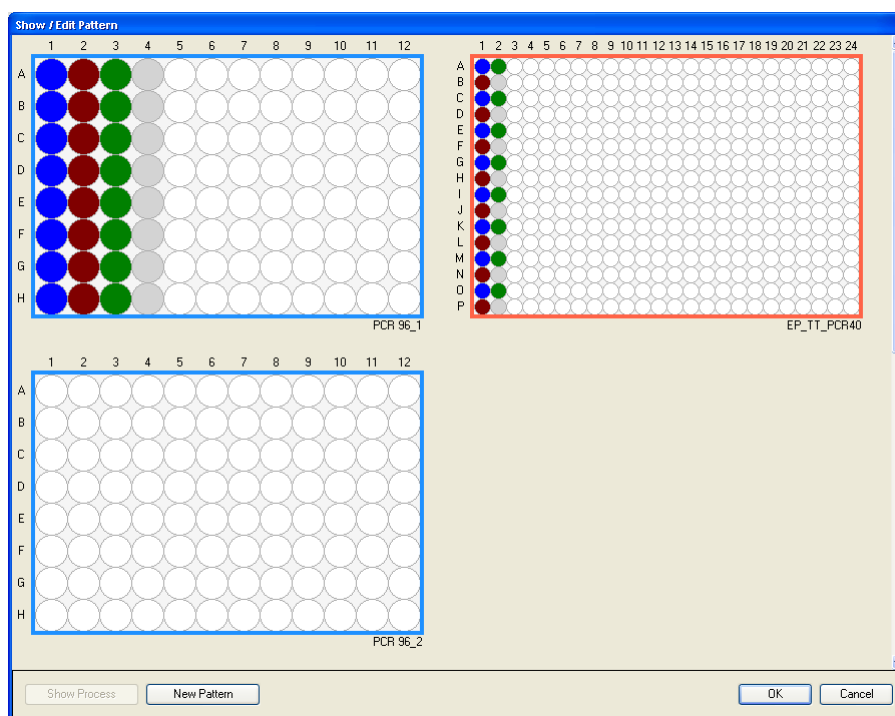 Show / Edit Pattern
1 2 3 4 5 6 7 8 9 10 11 12
A
B
C
D
E
F
G
H
PCR 96_1
1 2 3 4 5 6 7 8 9 10 11 12 13 14 15 16 17 18 19 20 21 22 23 24
A
B
C
D
E
F
G
H
I
J
K
L
M
N
O
P
EP_TT_PCR40
1 2 3 4 5 6 7 8 9 10 11 12
A
B
C
D
E
F
G
H
PCR 96_2
Show Process New Pattern OK Cancel